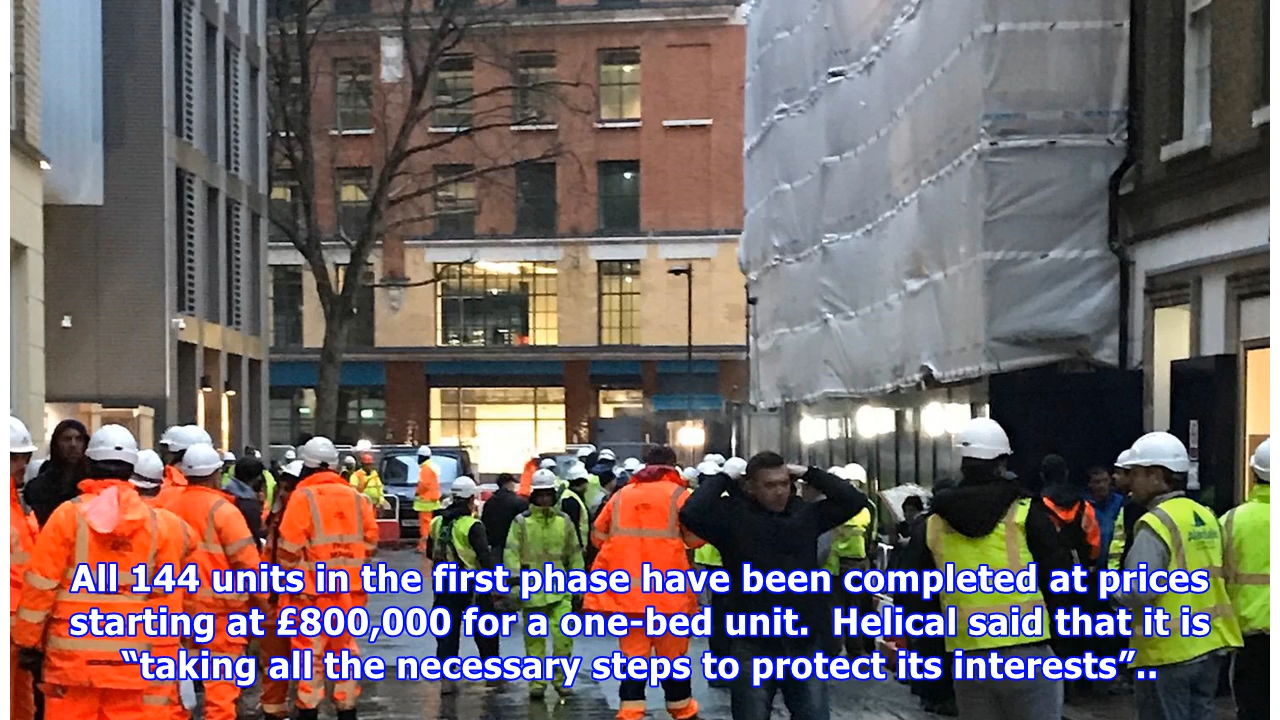 All 144 units in the first phase have been completed at prices
starting at £800,000 for a one-bed unit.  Helical said that it is
“taking all the necessary steps to protect its interests”..